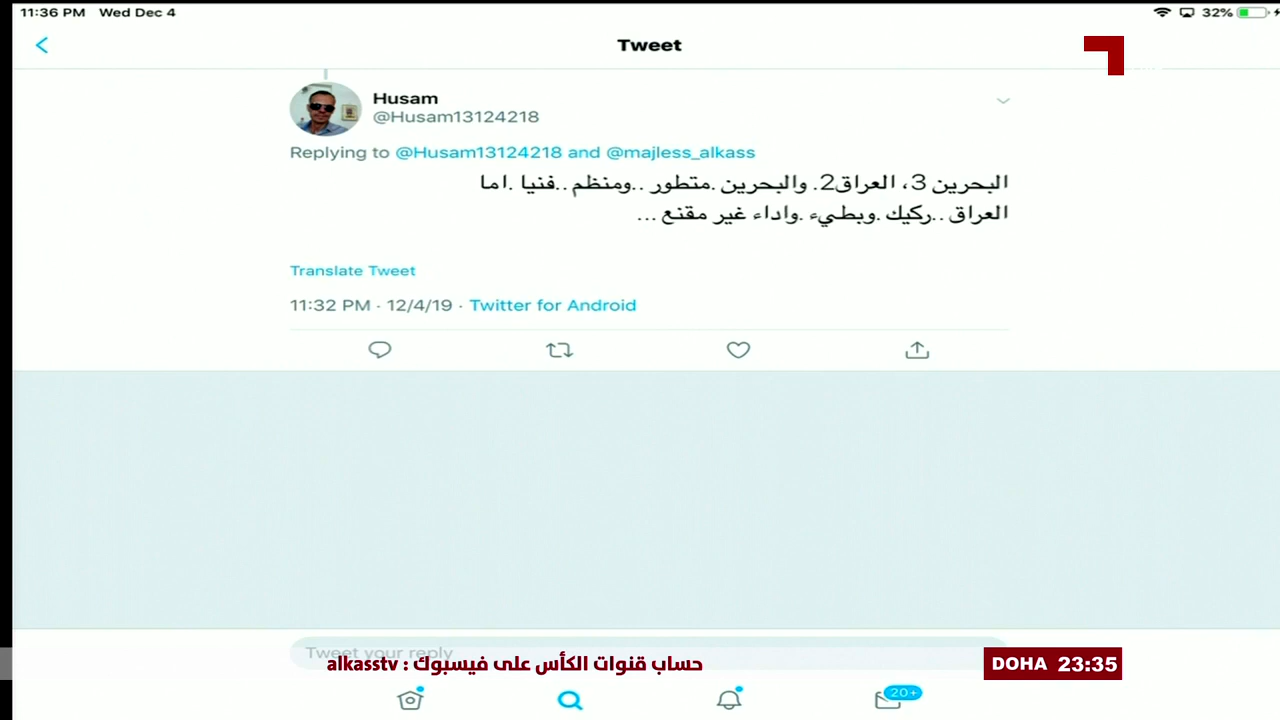 11:36 PM Wed Dec 4
32%
Tweet
Husam
@Husam13124218
Replying to @Husam13124218 and @majless_alkass
البحرين 3، العراق2. والبحرين .متطور ..ومنظم ..فنيا .اما
العراق ..ركيك .وبطيء .واداء غير مقنع ...
Translate Tweet
11:32 PM · 12/4/19 · Twitter for Android
Tweet your reply
حساب قنوات الكأس على فيسبوك : alkasstv
DOHA 23:35
20+